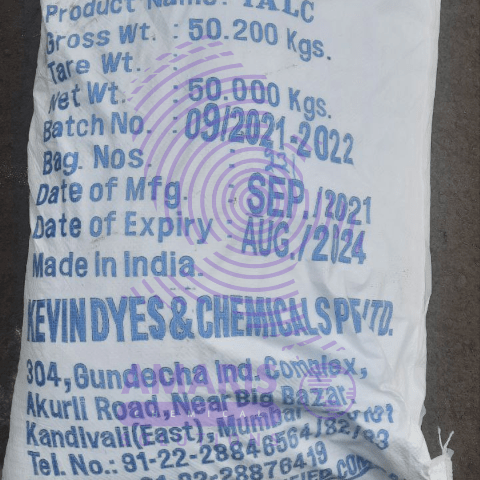 Product Name: TALC
Gross Wt. : 50.200 Kgs.
Tare Wt. :
Net Wt. : 50.000 Kgs.
Batch No. : 09/2021-2022
Bag. Nos. :
Date of Mfg. : SEP./2021
Date of Expiry : AUG./2024
Made in India.
KEVIN DYES & CHEMICALS PVT LTD.
304, Gundecha Ind. Complex,
Akurli Road, Near Big Bazar,
Kandivali (East), Mumbai
Tel. No.: 91-22-28846564/82/93
22-28876419